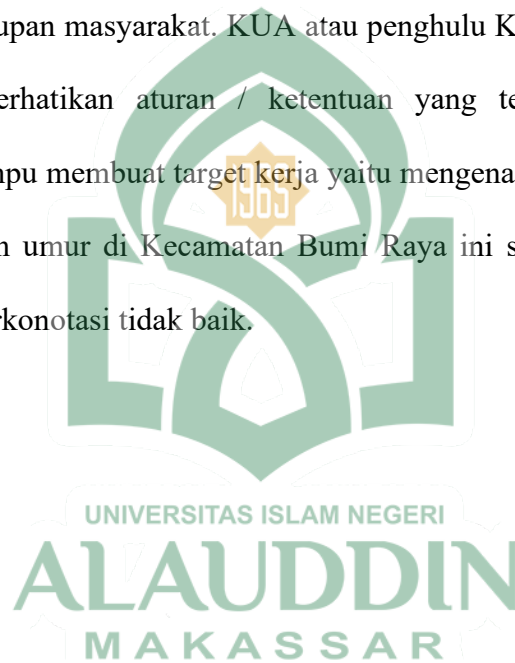 upan masyarakat. KUA atau penghulu K
erhatikan aturan / ketentuan yang te
pu membuat target kerja yaitu mengena
umur di Kecamatan Bumi Raya ini s
rkonotasi tidak baik.
1965
UNIVERSITAS ISLAM NEGERI
ALAUDDIN
MAKASSAR